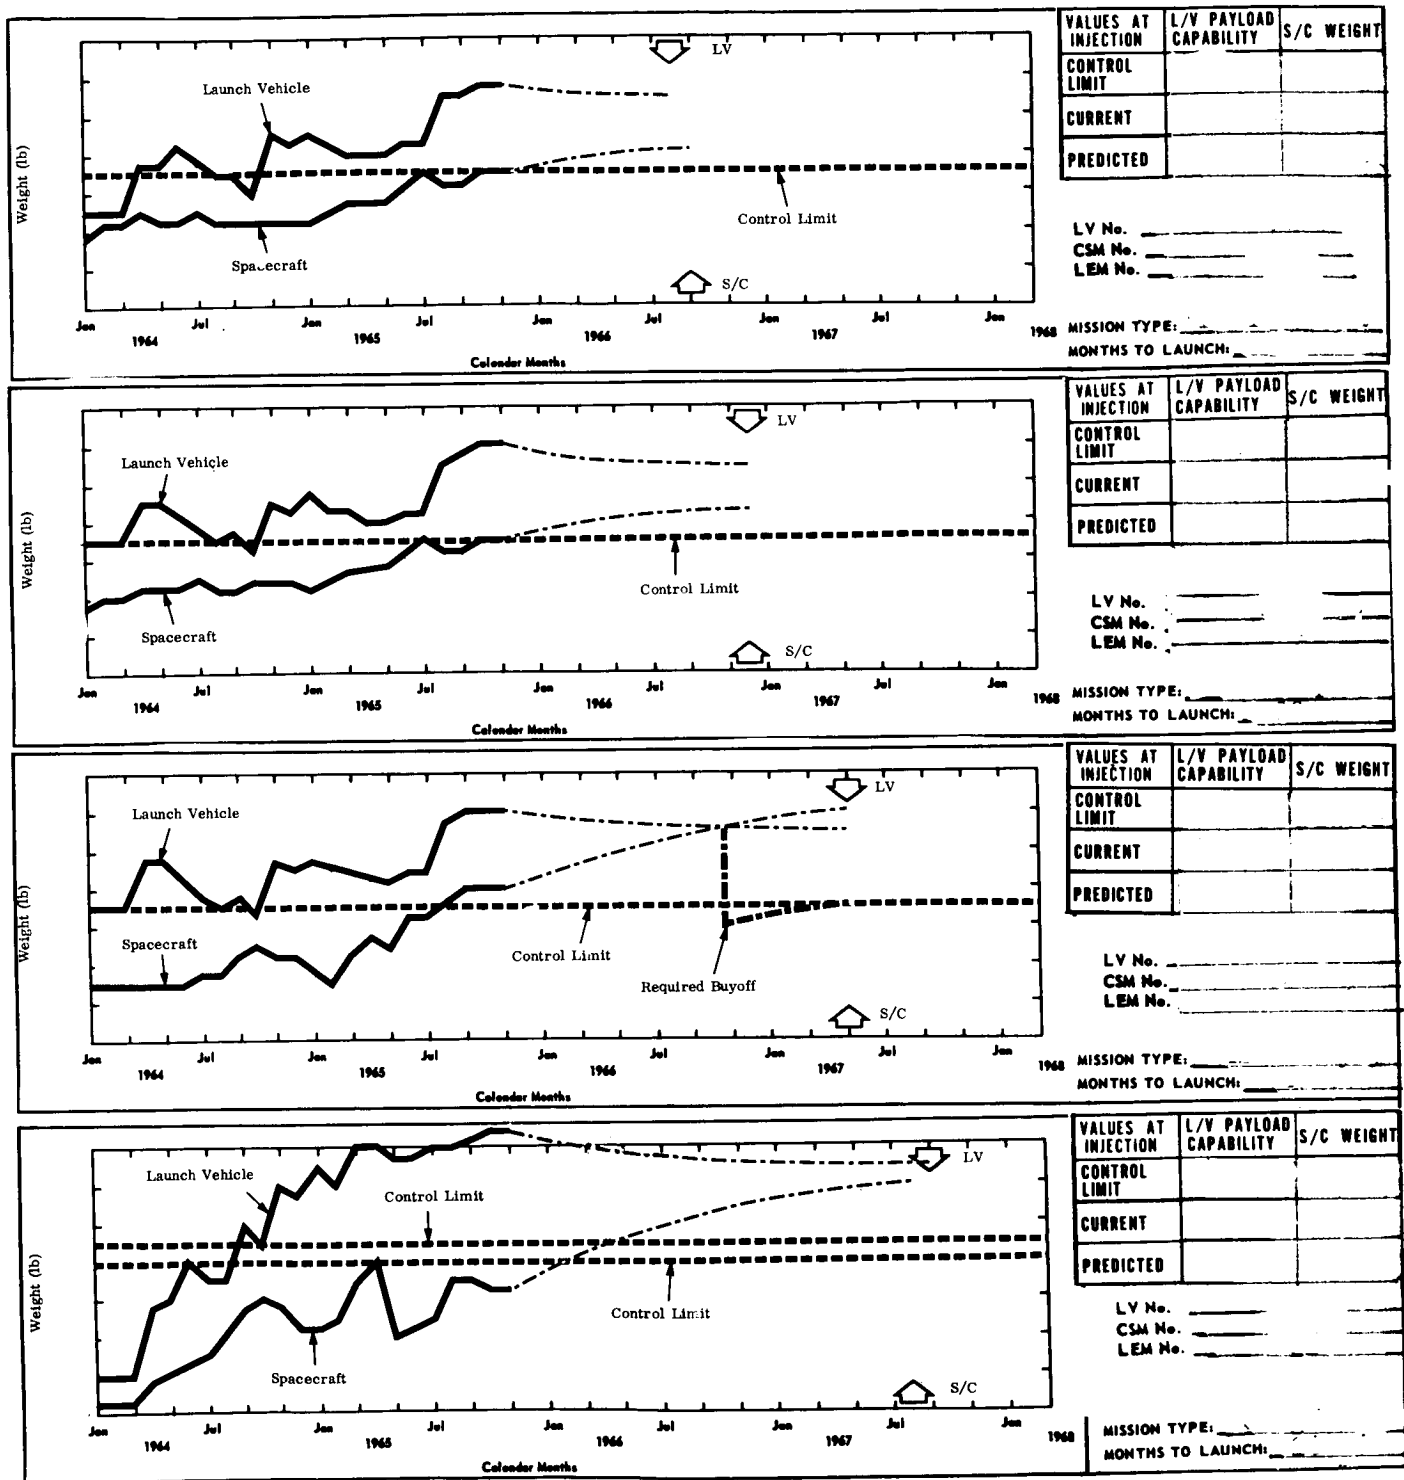 LV
Launch Vehicle
Weight (lb)
Control Limit
Spacecraft
S/C
Jan Jul Jan Jul Jan Jul Jan Jul Jan
1964 1965 1966 1967 1968
Calendar Months
VALUES AT INJECTION L/V PAYLOAD CAPABILITY S/C WEIGHT
CONTROL LIMIT
CURRENT
PREDICTED
LV No.
CSM No.
LEM No.
MISSION TYPE:
MONTHS TO LAUNCH:
LV
Launch Vehicle
Weight (lb)
Control Limit
Spacecraft
S/C
Jan Jul Jan Jul Jan Jul Jan Jul Jan
1964 1965 1966 1967 1968
Calendar Months
VALUES AT INJECTION L/V PAYLOAD CAPABILITY S/C WEIGHT
CONTROL LIMIT
CURRENT
PREDICTED
LV No.
CSM No.
LEM No.
MISSION TYPE:
MONTHS TO LAUNCH:
LV
Launch Vehicle
Weight (lb)
Spacecraft
Control Limit
Required Buyoff
S/C
Jan Jul Jan Jul Jan Jul Jan Jul Jan
1964 1965 1966 1967 1968
Calendar Months
VALUES AT INJECTION L/V PAYLOAD CAPABILITY S/C WEIGHT
CONTROL LIMIT
CURRENT
PREDICTED
LV No.
CSM No.
LEM No.
MISSION TYPE:
MONTHS TO LAUNCH:
LV
Launch Vehicle
Control Limit
Weight (lb)
Control Limit
Spacecraft
S/C
Jan Jul Jan Jul Jan Jul Jan Jul Jan
1964 1965 1966 1967 1968
Calendar Months
VALUES AT INJECTION L/V PAYLOAD CAPABILITY S/C WEIGHT
CONTROL LIMIT
CURRENT
PREDICTED
LV No.
CSM No.
LEM No.
MISSION TYPE:
MONTHS TO LAUNCH: